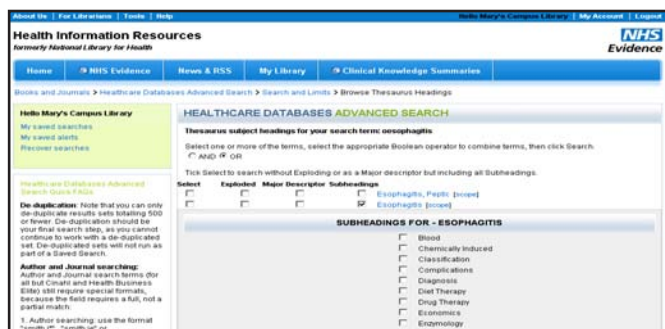 About Us | For Librarians | Tools | Help
Hello Mary's Campus Library | My Account | Logout
Health Information Resources
formerly National Library for Health
NHS
Evidence
Home
NHS Evidence
News & RSS
My Library
Clinical Knowledge Summaries
Books and Journals > Healthcare Databases Advanced Search > Search and Limits > Browse Thesaurus Headings
Hello Mary's Campus Library
My saved searches
My saved alerts
Recover searches
Healthcare Databases Advanced
Search Quick FAQs
De-duplication: Note that you can only
de-duplicate results sets totalling 500
or fewer. De-duplication should be
your final search step, as you cannot
continue to work with a de-duplicated
set. De-duplicated sets will not run as
part of a Saved Search.
Author and Journal searching:
Author and Journal search terms (for
all but Cinahl and Health Business
Elite) still require special formats,
because the field requires a full, not a
partial match.
1. Author searching: use the format
HEALTHCARE DATABASES ADVANCED SEARCH
Thesaurus subject headings for your search term: oesophagitis
Select one or more of the terms, select the appropriate Boolean operator to combine terms, then click Search.
AND OR
Tick Select to search without Exploding or as a Major descriptor but including all Subheadings.
Select Exploded Major Descriptor Subheadings
Esophagitis, Peptic [scope]
Esophagitis [scope]
SUBHEADINGS FOR - ESOPHAGITIS
Blood
Chemically Induced
Classification
Complications
Diagnosis
Diet Therapy
Drug Therapy
Economics
Enzymology